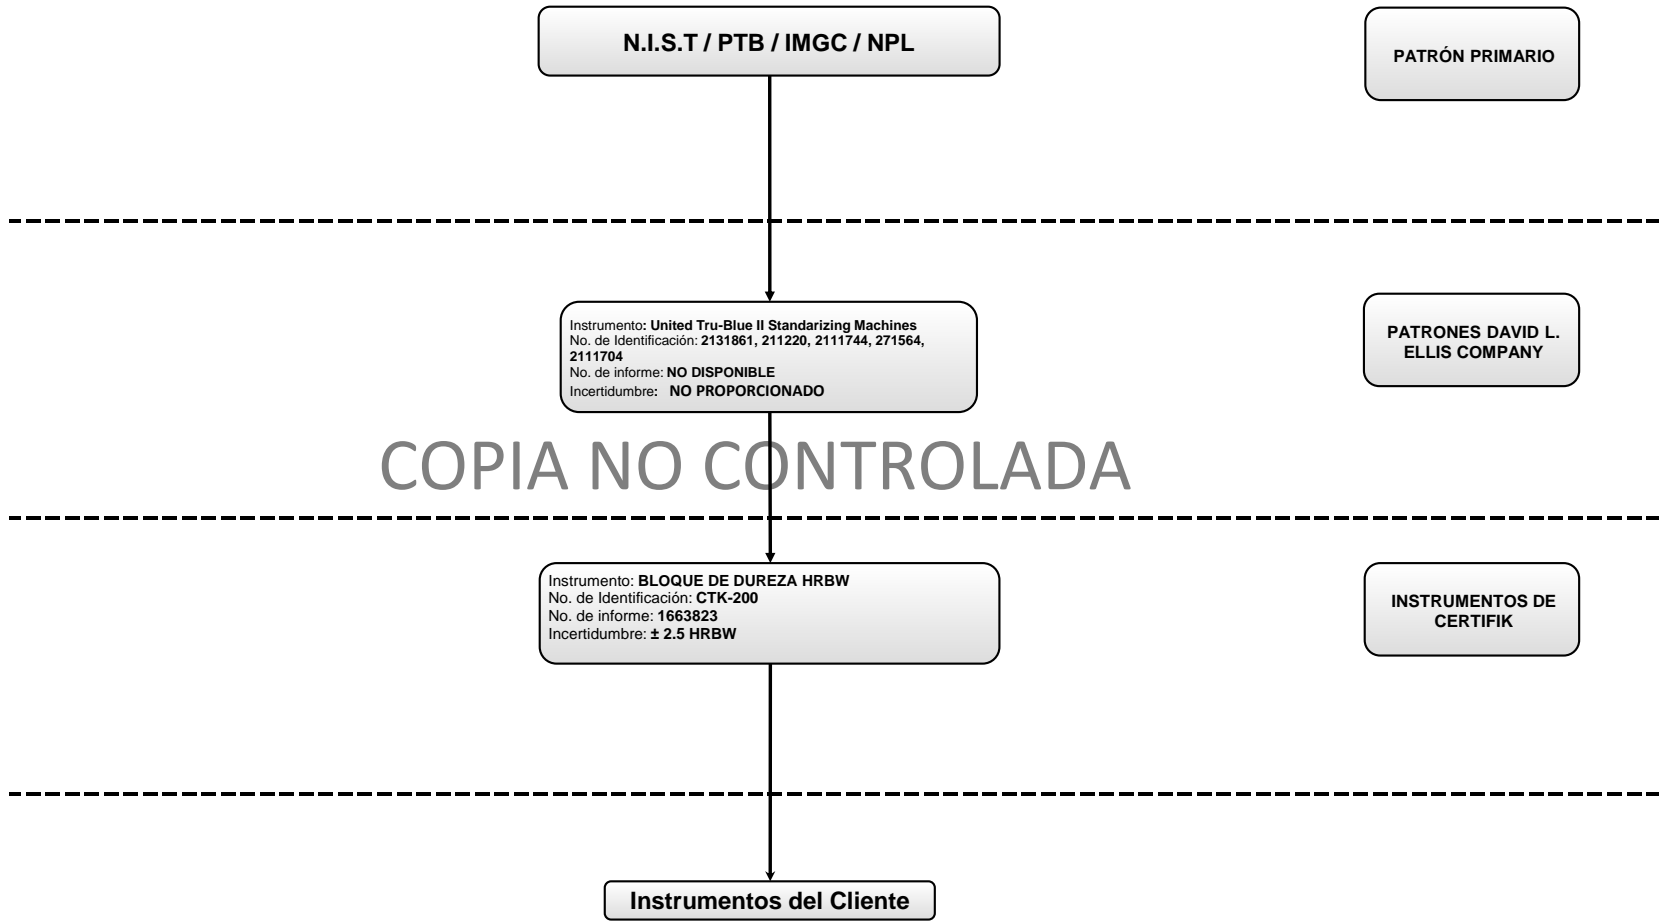 N.I.S.T / PTB / IMGC / NPL
PATRÓN PRIMARIO
Instrumento: United Tru-Blue II Standarizing Machines
No. de Identificación: 2131861, 211220, 2111744, 271564,
2111704
No. de informe: NO DISPONIBLE
Incertidumbre: NO PROPORCIONADO
PATRONES DAVID L.
ELLIS COMPANY
COPIA NO CONTROLADA
Instrumento: BLOQUE DE DUREZA HRBW
No. de Identificación: CTK-200
No. de informe: 1663823
Incertidumbre: ± 2.5 HRBW
INSTRUMENTOS DE
CERTIFIK
Instrumentos del Cliente